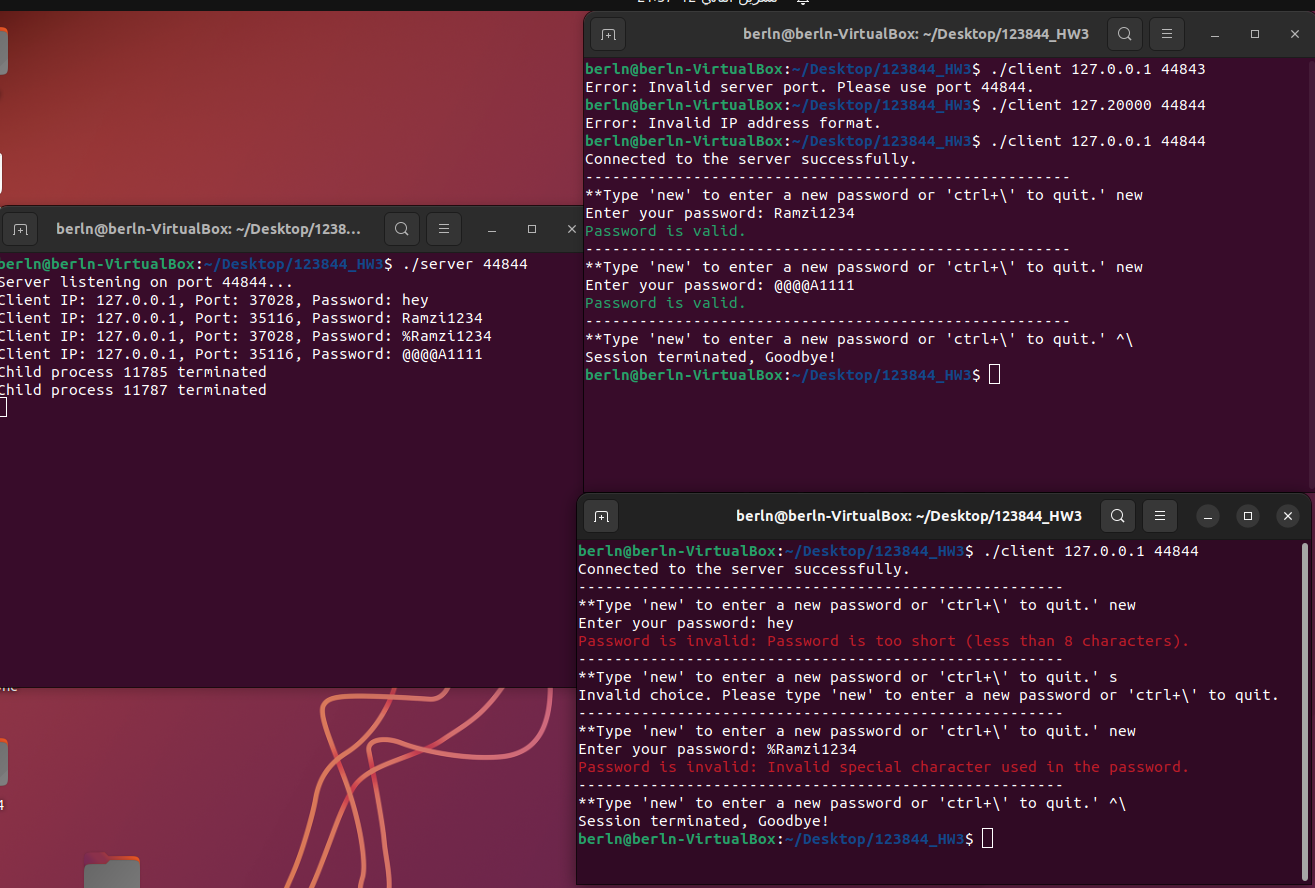 تشرين الثاني 12
berln@berln-VirtualBox: ~/Desktop/123844_HW3
berln@berln-VirtualBox:~/Desktop/123844_HW3$ ./client 127.0.0.1 44843
Error: Invalid server port. Please use port 44844.
berln@berln-VirtualBox:~/Desktop/123844_HW3$ ./client 127.20000 44844
Error: Invalid IP address format.
berln@berln-VirtualBox:~/Desktop/123844_HW3$ ./client 127.0.0.1 44844
Connected to the server successfully.
------------------------------------------------------
**Type 'new' to enter a new password or 'ctrl+\' to quit.' new
Enter your password: Ramzi1234
Password is valid.
------------------------------------------------------
**Type 'new' to enter a new password or 'ctrl+\' to quit.' new
Enter your password: @@@@A1111
Password is valid.
------------------------------------------------------
**Type 'new' to enter a new password or 'ctrl+\' to quit.' ^\
Session terminated, Goodbye!
berln@berln-VirtualBox:~/Desktop/123844_HW3$
berln@berln-VirtualBox: ~/Desktop/1238...
berln@berln-VirtualBox:~/Desktop/123844_HW3$ ./server 44844
Server listening on port 44844...
Client IP: 127.0.0.1, Port: 37028, Password: hey
Client IP: 127.0.0.1, Port: 35116, Password: Ramzi1234
Client IP: 127.0.0.1, Port: 37028, Password: %Ramzi1234
Client IP: 127.0.0.1, Port: 35116, Password: @@@@A1111
Child process 11785 terminated
Child process 11787 terminated
berln@berln-VirtualBox: ~/Desktop/123844_HW3
berln@berln-VirtualBox:~/Desktop/123844_HW3$ ./client 127.0.0.1 44844
Connected to the server successfully.
------------------------------------------------------
**Type 'new' to enter a new password or 'ctrl+\' to quit.' new
Enter your password: hey
Password is invalid: Password is too short (less than 8 characters).
------------------------------------------------------
**Type 'new' to enter a new password or 'ctrl+\' to quit.' s
Invalid choice. Please type 'new' to enter a new password or 'ctrl+\' to quit.
------------------------------------------------------
**Type 'new' to enter a new password or 'ctrl+\' to quit.' new
Enter your password: %Ramzi1234
Password is invalid: Invalid special character used in the password.
------------------------------------------------------
**Type 'new' to enter a new password or 'ctrl+\' to quit.' ^\
Session terminated, Goodbye!
berln@berln-VirtualBox:~/Desktop/123844_HW3$